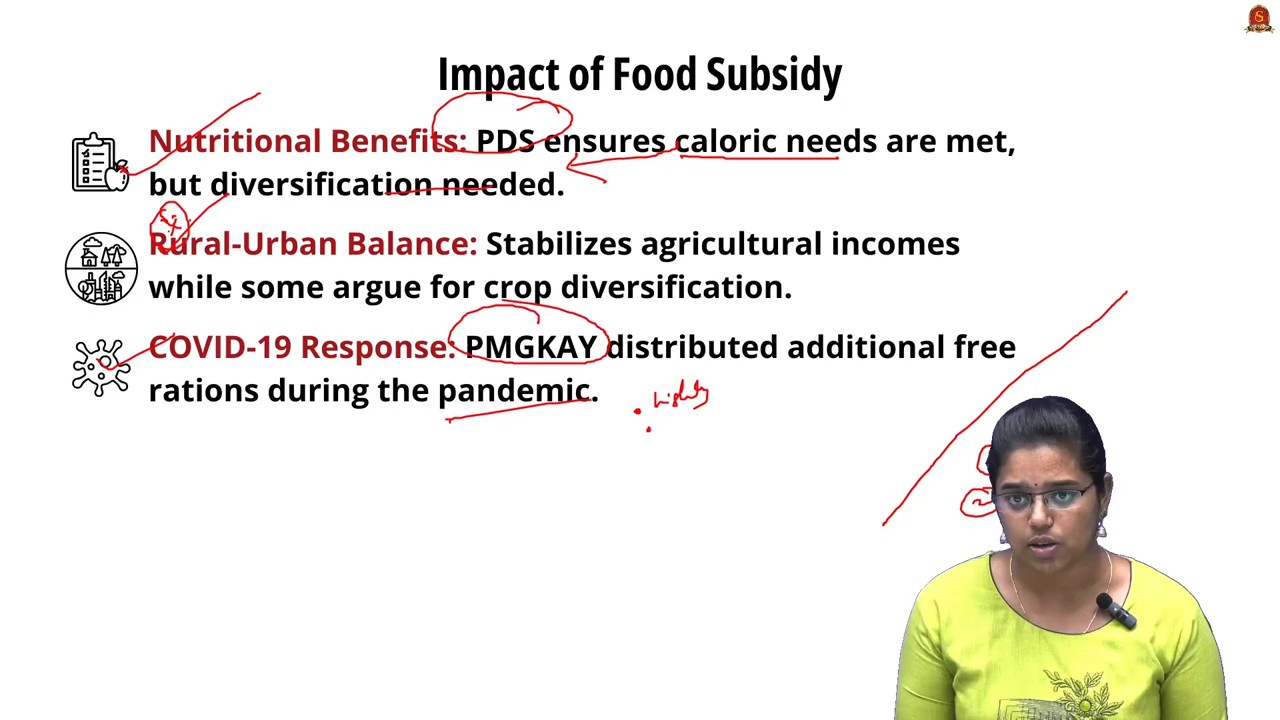 Impact of Food Subsidy
Nutritional Benefits: PDS ensures caloric needs are met,
but diversification needed.
Rural-Urban Balance: Stabilizes agricultural incomes
while some argue for crop diversification.
COVID-19 Response: PMGKAY distributed additional free
rations during the pandemic.
highly
2